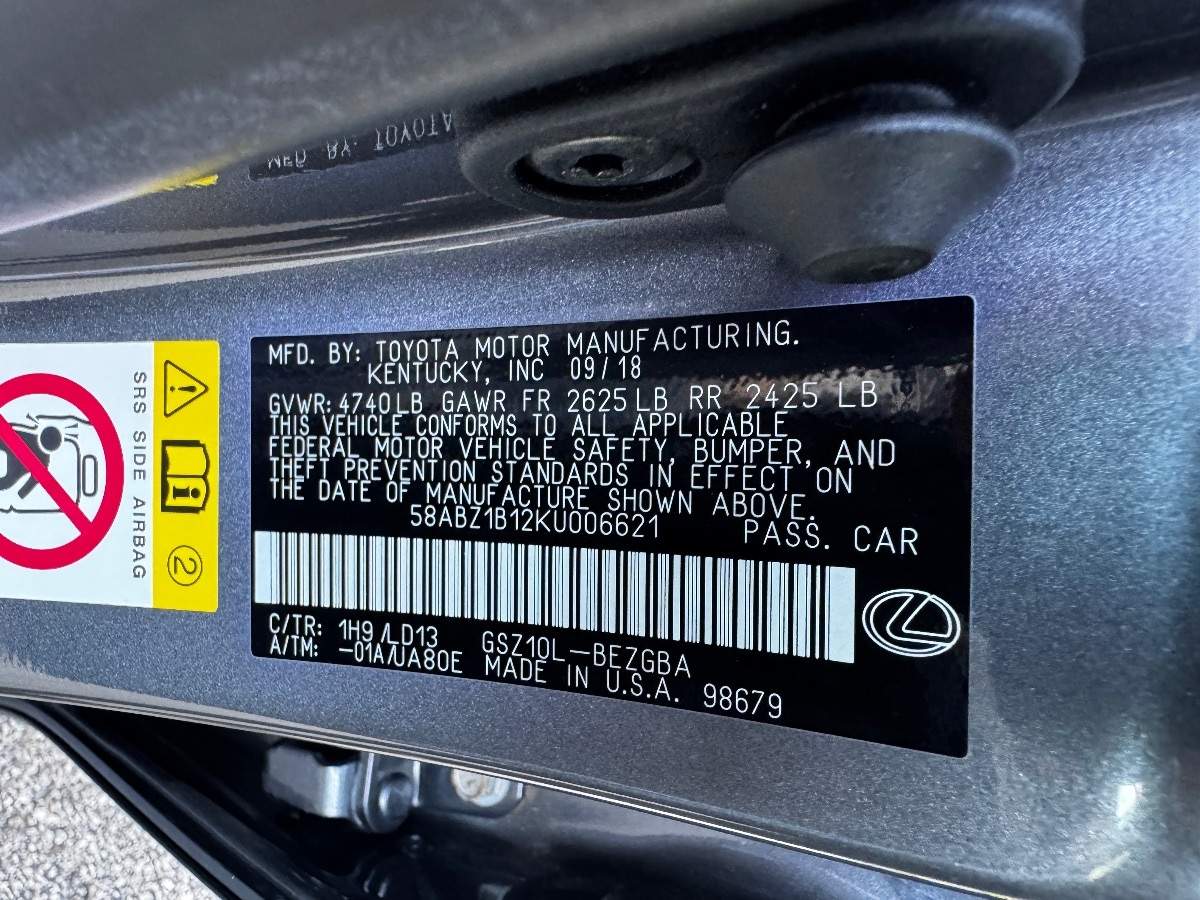 MFD. BY: TOYOTA
MFD. BY: TOYOTA MOTOR MANUFACTURING.
KENTUCKY, INC 09/18
GVWR: 4740LB GAWR FR 2625LB RR 2425 LB
THIS VEHICLE CONFORMS TO ALL APPLICABLE
FEDERAL MOTOR VEHICLE SAFETY, BUMPER, AND
THEFT PREVENTION STANDARDS IN EFFECT ON
THE DATE OF MANUFACTURE SHOWN ABOVE.
58ABZ1B12KU006621 PASS. CAR
C/TR: 1H9/LD13 GSZ10L-BEZGBA
A/TM: -01A/UA80E MADE IN U.S.A. 98679
SRS SIDE AIRBAG
2